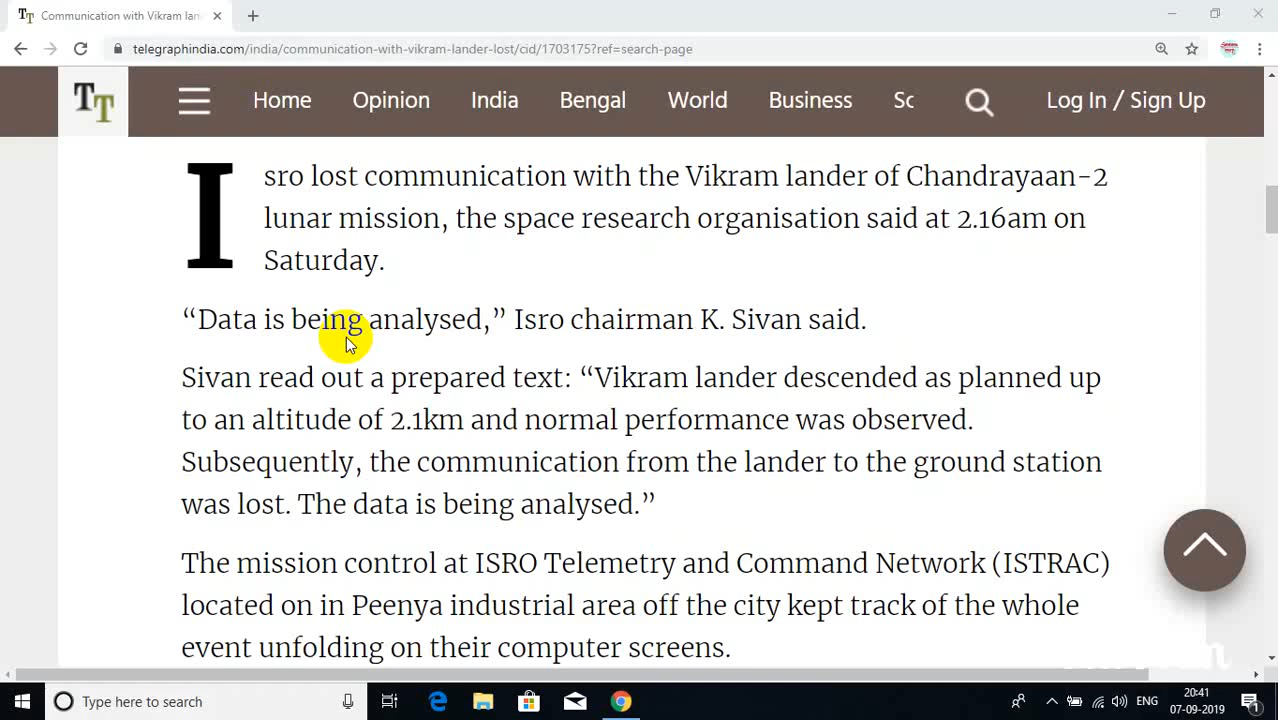 Communication with Vikram lan
telegraphindia.com/india/communication-with-vikram-lander-lost/cid/1703175?ref=search-page
TT
Home Opinion India Bengal World Business Sc Log In / Sign Up
Isro lost communication with the Vikram lander of Chandrayaan-2
lunar mission, the space research organisation said at 2.16am on
Saturday.
“Data is being analysed,” Isro chairman K. Sivan said.
Sivan read out a prepared text: “Vikram lander descended as planned up
to an altitude of 2.1km and normal performance was observed.
Subsequently, the communication from the lander to the ground station
was lost. The data is being analysed.”
The mission control at ISRO Telemetry and Command Network (ISTRAC)
located on in Peenya industrial area off the city kept track of the whole
event unfolding on their computer screens.
Type here to search
ENG
20:41
07-09-2019
1